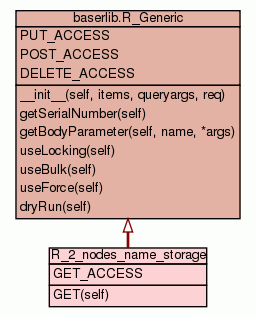 baserlib.R_Generic
PUT_ACCESS
POST_ACCESS
DELETE_ACCESS
__init__(self, items, queryargs, req)
getSerialNumber(self)
getBodyParameter(self, name, *args)
useLocking(self)
useBulk(self)
useForce(self)
dryRun(self)
R_2_nodes_name_storage
GET_ACCESS
GET(self)